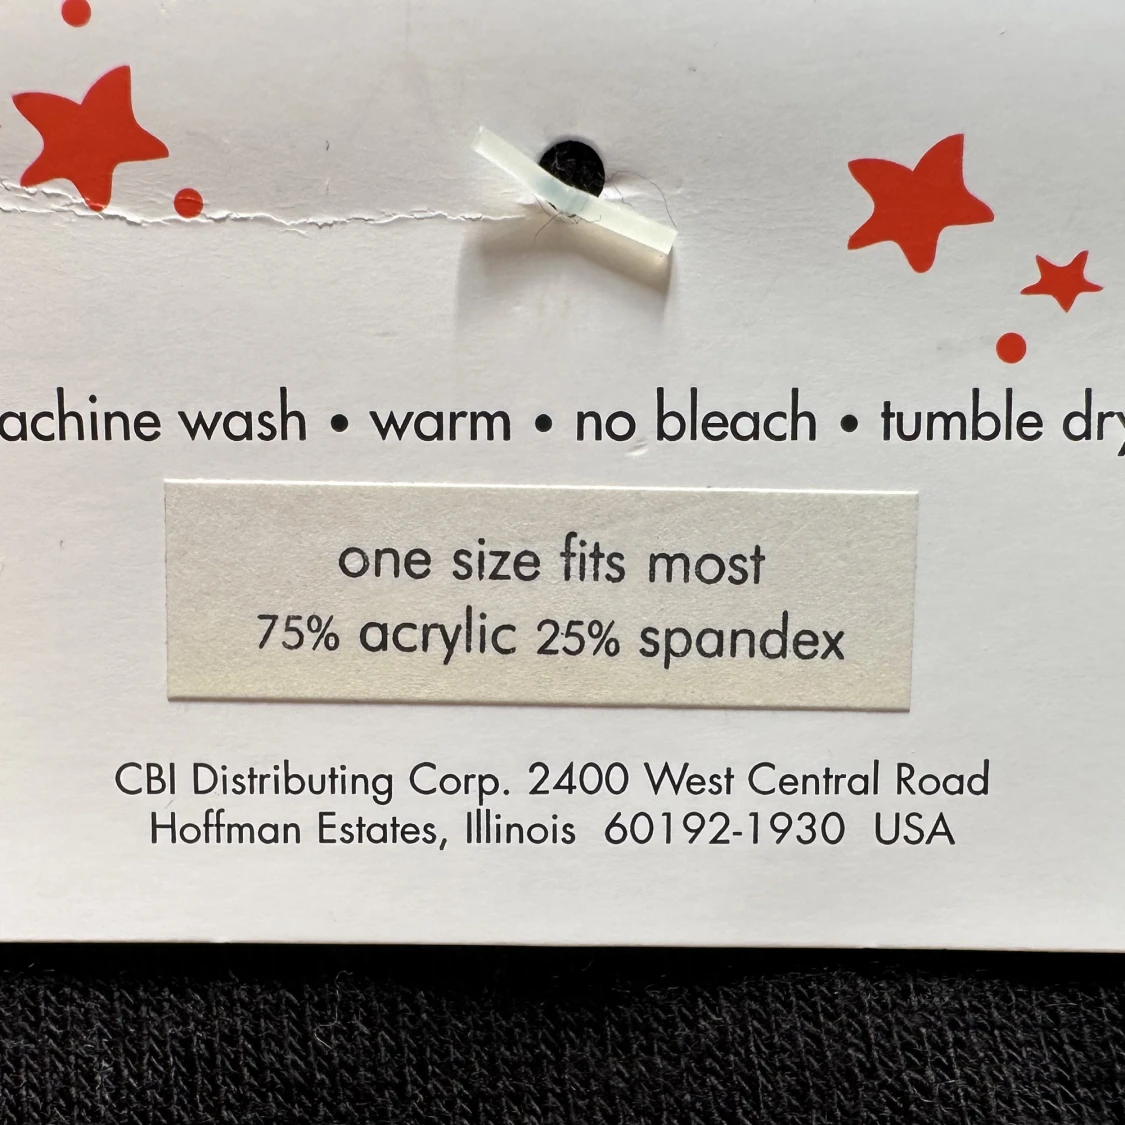 achine wash • warm • no bleach • tumble dry
one size fits most
75% acrylic 25% spandex
CBI Distributing Corp. 2400 West Central Road
Hoffman Estates, Illinois 60192-1930 USA